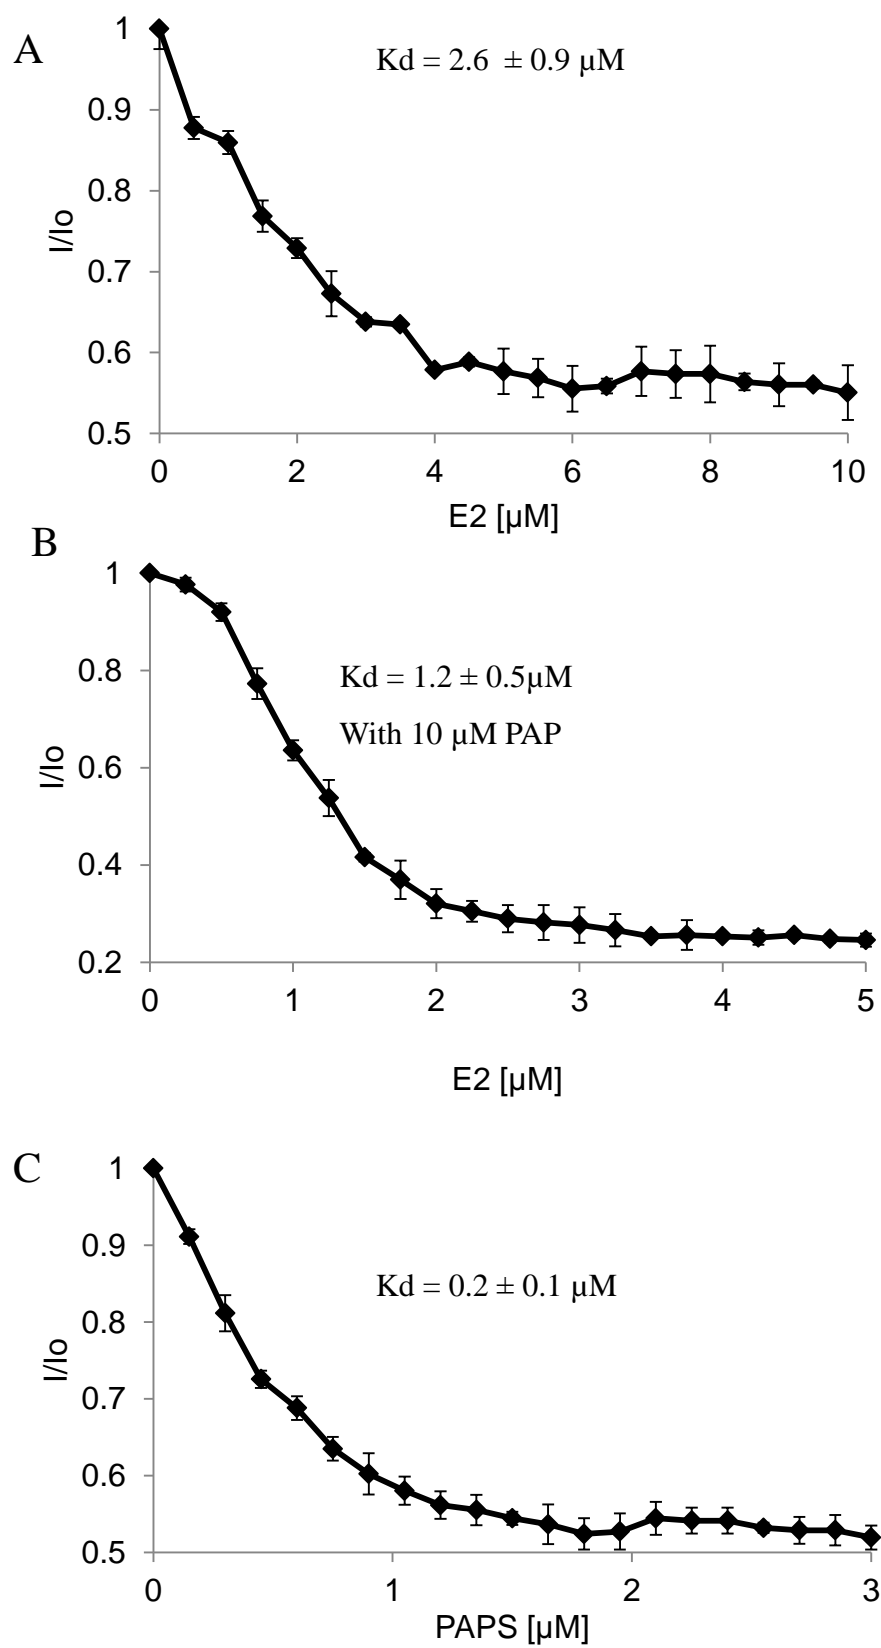 A
Kd = 2.6 ± 0.9 µM
1
0.9
0.8
0.7
0.6
0.5
I/Io
0 2 4 6 8 10
E2 [µM]
B
Kd = 1.2 ± 0.5µM
With 10 µM PAP
1
0.8
0.6
0.4
0.2
I/Io
0 1 2 3 4 5
E2 [µM]
C
Kd = 0.2 ± 0.1 µM
1
0.9
0.8
0.7
0.6
0.5
I/Io
0 1 2 3
PAPS [µM]